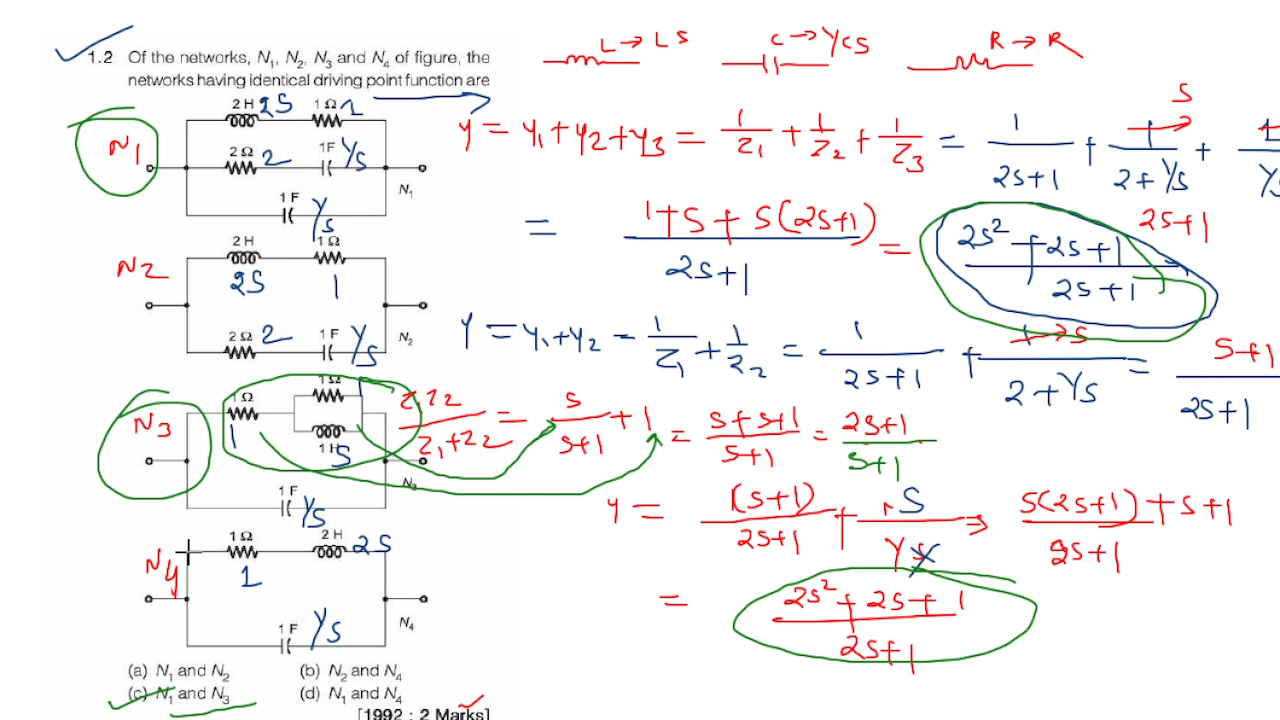 1.2 Of the networks, N₁, N₂, N₃ and N₄ of figure, the
networks having identical driving point function are
L → LS
C → 1/CS
R → R
2 H 2S 1 Ω 1
2 Ω 2 1F 1/S
N1
N₁
1 F 1/S
y = y1 + y2 + y3 = 1/Z1 + 1/Z2 + 1/Z3 = 1/(2S+1) + 1→S/(2+1/S) +
2S+1
= (1+S+S(2S+1))/(2S+1) = (2S²+2S+1)/(2S+1)
2 H 1 Ω
N2
2S 1
2 Ω 2 1 F 1/S
N₂
Y = Y1+Y2 = 1/Z1 + 1/Z2 = 1/(2S+1) + 1→S/(2+1/S) = (S+1)/(2S+1)
1Ω 1
1Ω
1
1H S
N3
N₃
1 F 1/S
Z1Z2/(Z1+Z2) = S/(S+1) + 1 = (S+S+1)/(S+1) = (2S+1)/(S+1)
Y = (S+1)/(2S+1) + S ⇒ (S(2S+1)+S+1)/(2S+1)
= (2S²+2S+1)/(2S+1)
1Ω 2 H 2S
N4
1
N₄
1 F 1/S
(a) N₁ and N₂ (b) N₂ and N₄
(c) N₁ and N₃ (d) N₁ and N₄
[1992 : 2 Marks]